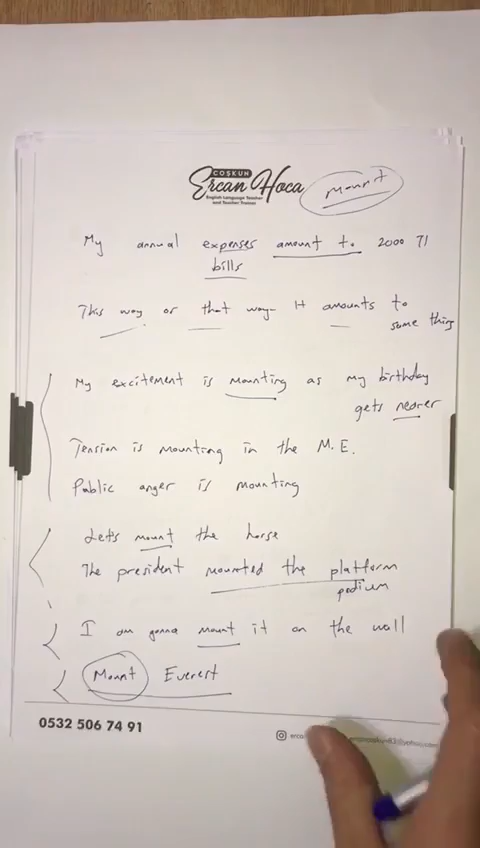 COŞKUN
Ercan Hoca
English Language Teacher
and Teacher Trainer
mount
My annual expenses amount to 2000 Tl
bills
This way or that way it amounts to
same thing
My excitement is mounting as my birthday
gets nearer
Tension is mounting in the M.E.
Public anger is mounting
Let's mount the horse
The president mounted the platform
podium
I am gonna mount it on the wall
Mount Everest
0532 506 74 91